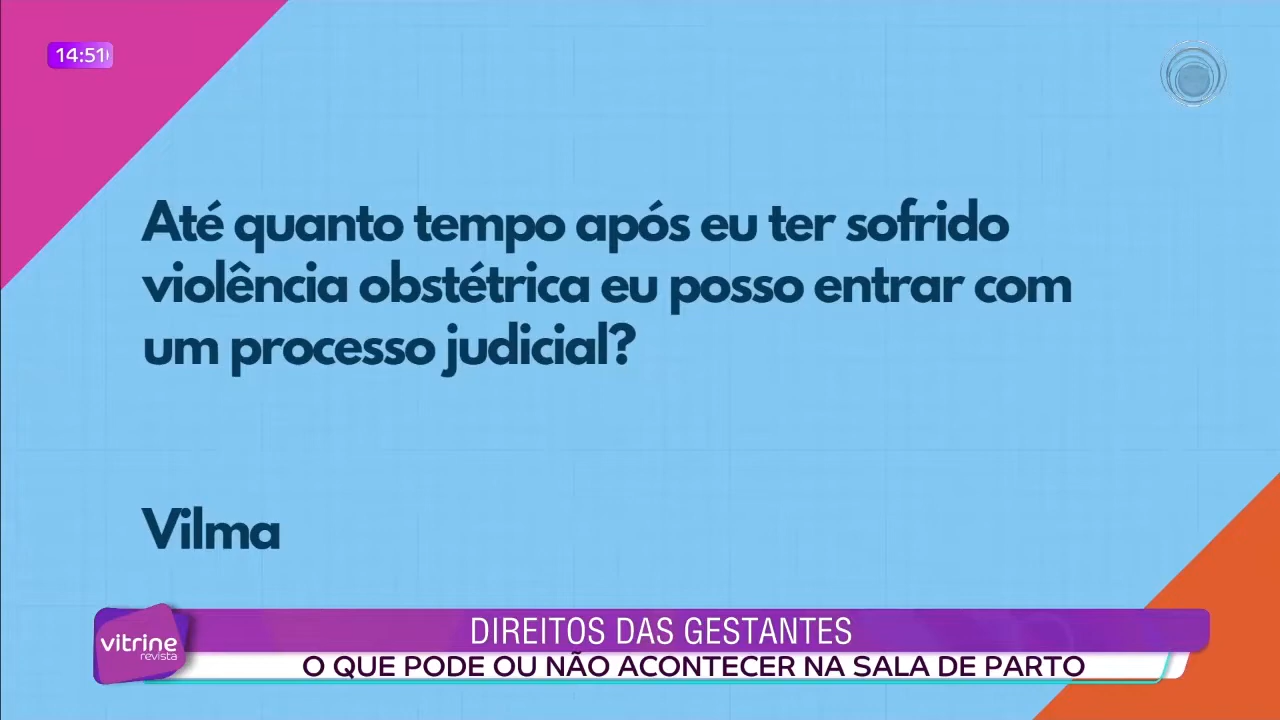 14:51
Até quanto tempo após eu ter sofrido
violência obstétrica eu posso entrar com
um processo judicial?
Vilma
vitrine
revista
DIREITOS DAS GESTANTES
O QUE PODE OU NÃO ACONTECER NA SALA DE PARTO